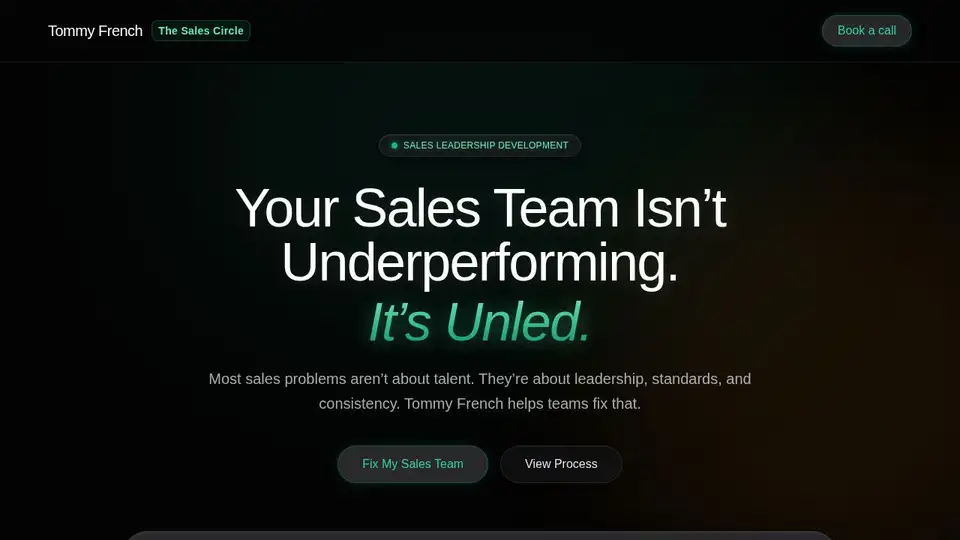 Tommy French
The Sales Circle
Book a call
SALES LEADERSHIP DEVELOPMENT
Your Sales Team Isn’t
Underperforming.
It’s Unled.
Most sales problems aren’t about talent. They’re about leadership, standards, and
consistency. Tommy French helps teams fix that.
Fix My Sales Team
View Process